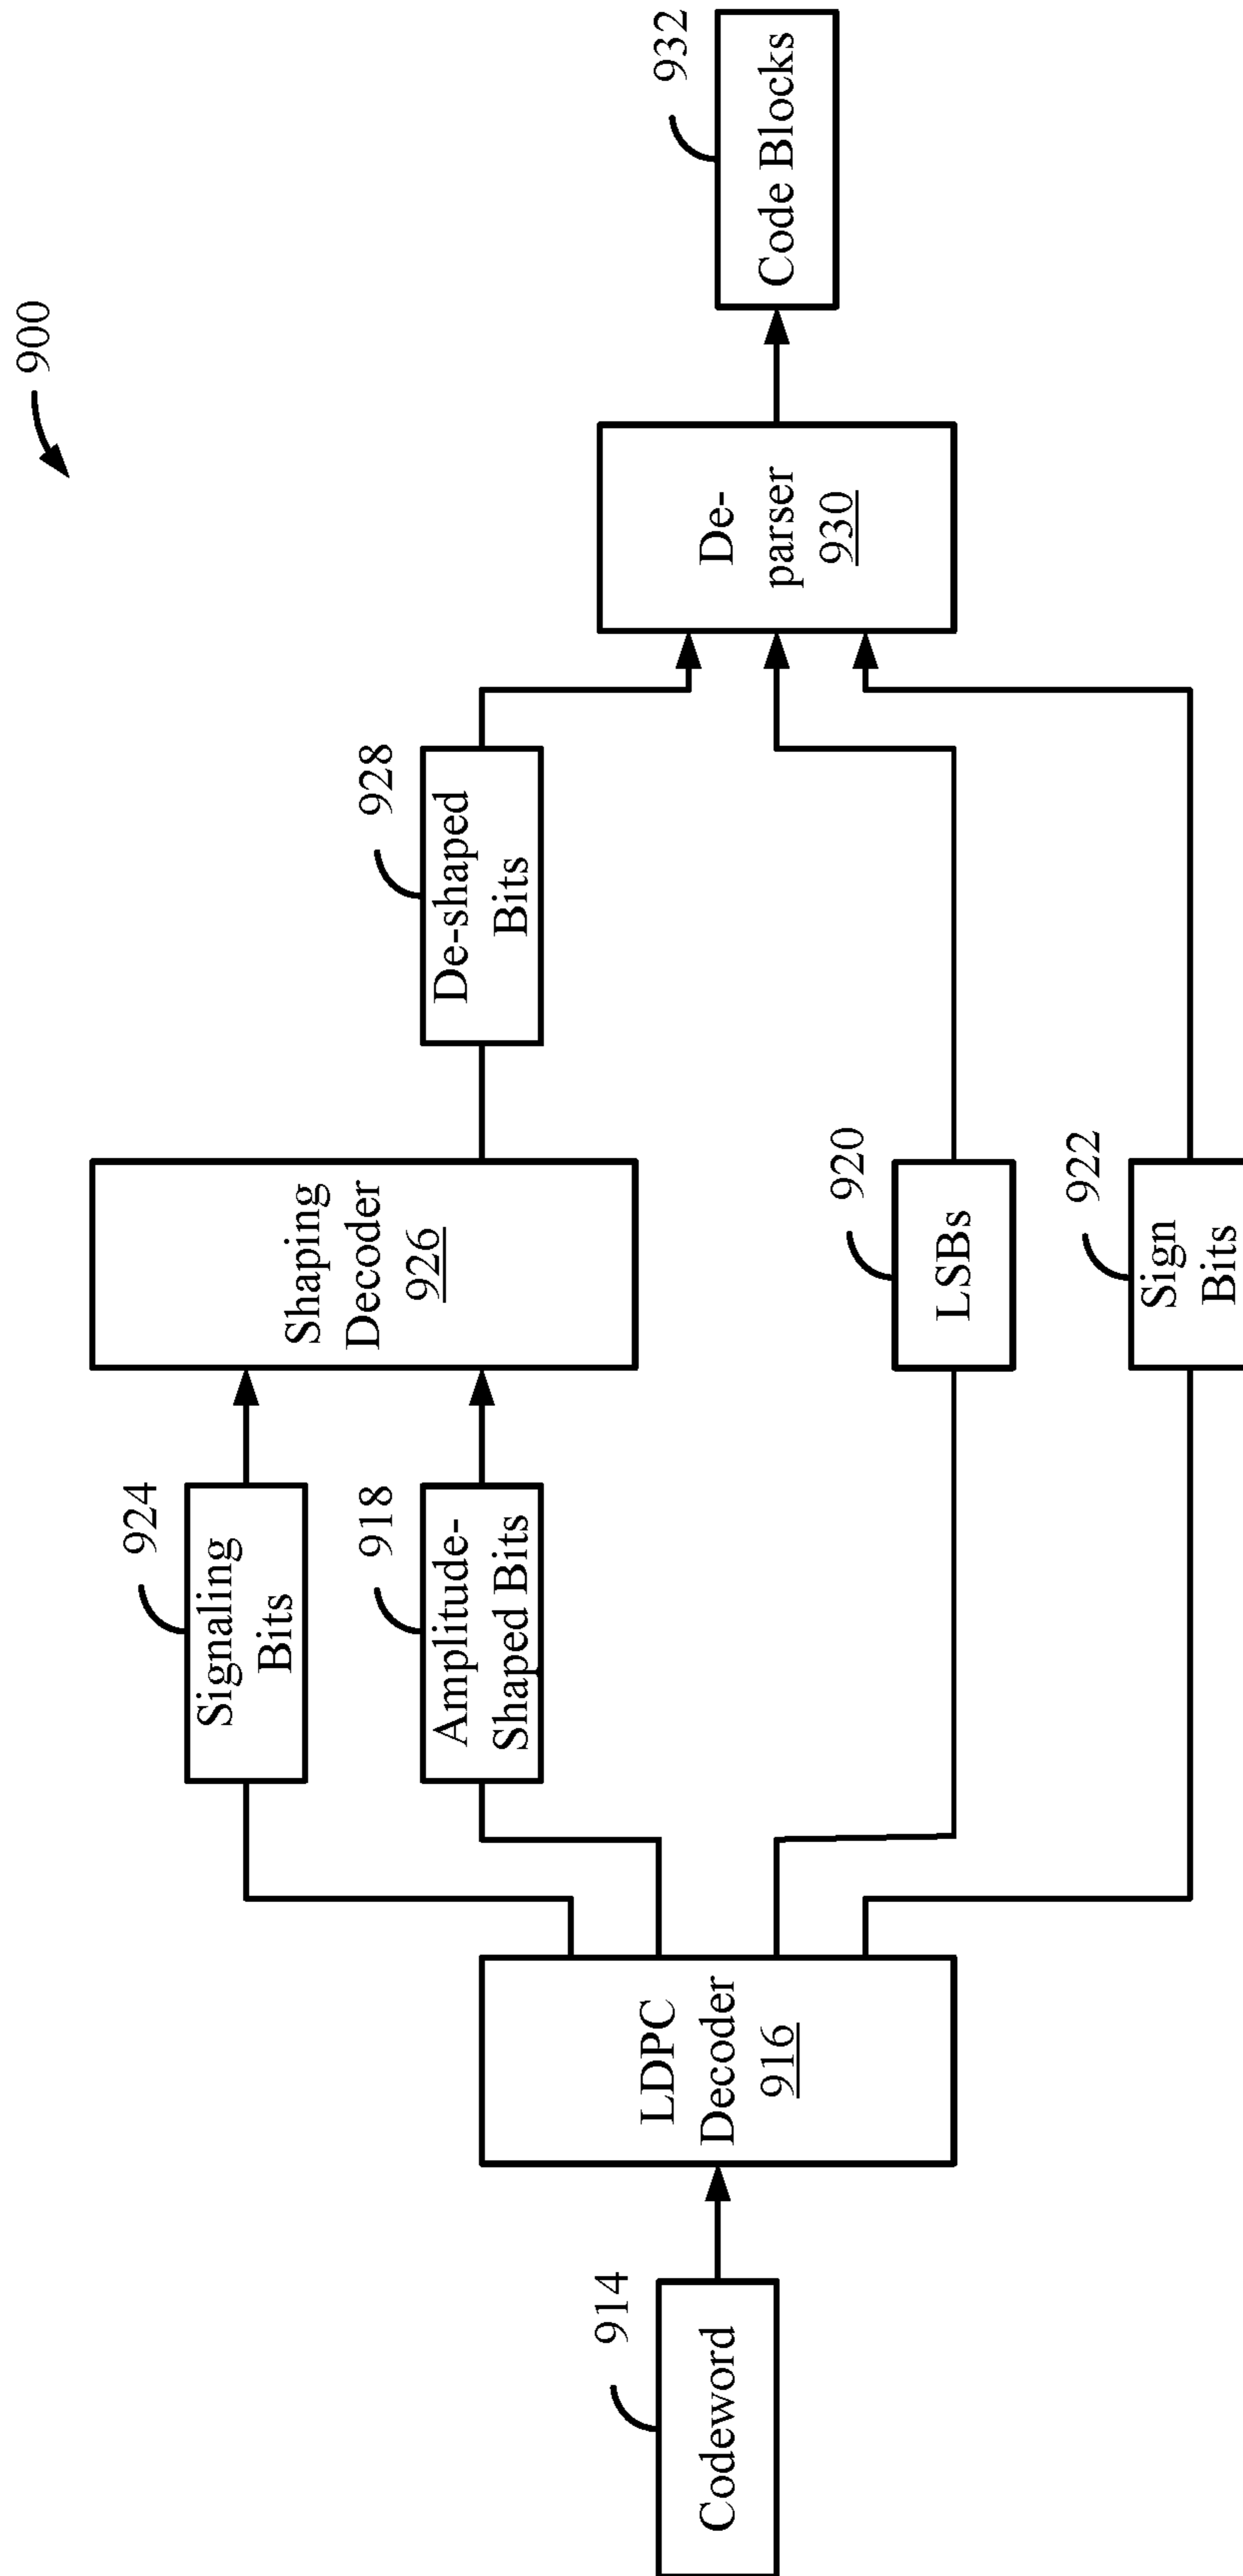 900
914
Codeword
LDPC
Decoder
916
924
Signaling
Bits
918
Amplitude-
Shaped Bits
Shaping
Decoder
926
920
LSBs
922
Sign
Bits
928
De-shaped
Bits
De-
parser
930
932
Code Blocks